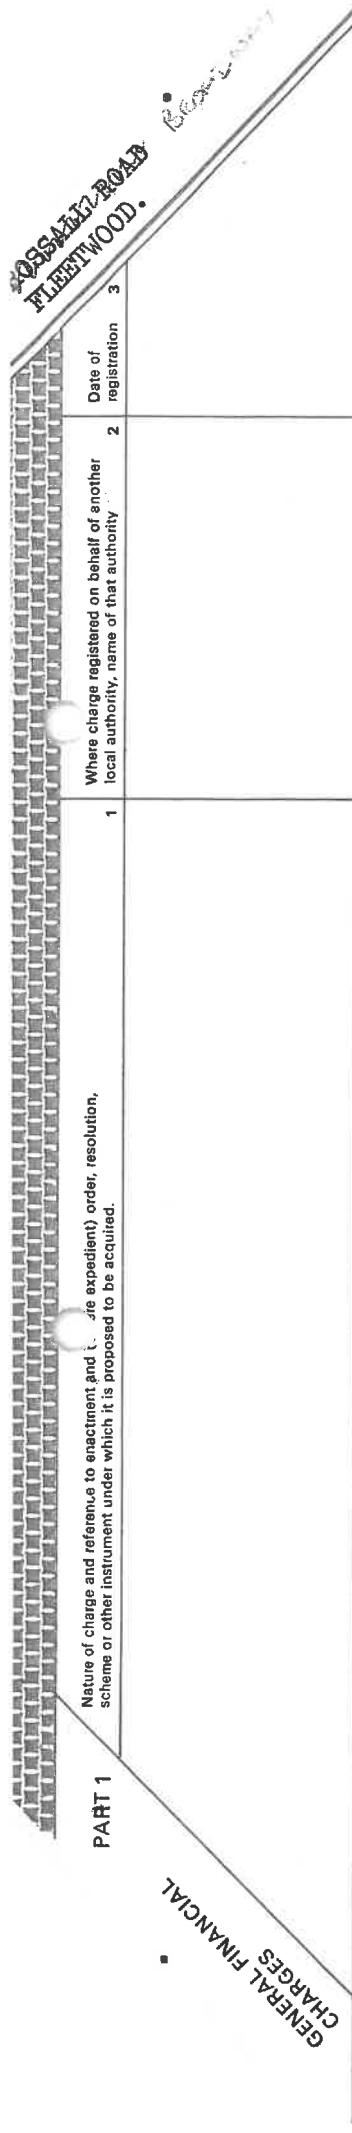 ROSSALL ROAD
FLEETWOOD.
PART 1
Nature of charge and reference to enactment and expedient) order, resolution,
scheme or other instrument under which it is proposed to be acquired.
1
Where charge registered on behalf of another
local authority, name of that authority
2
Date of
registration
3
GENERAL FINANCIAL
CHARGES